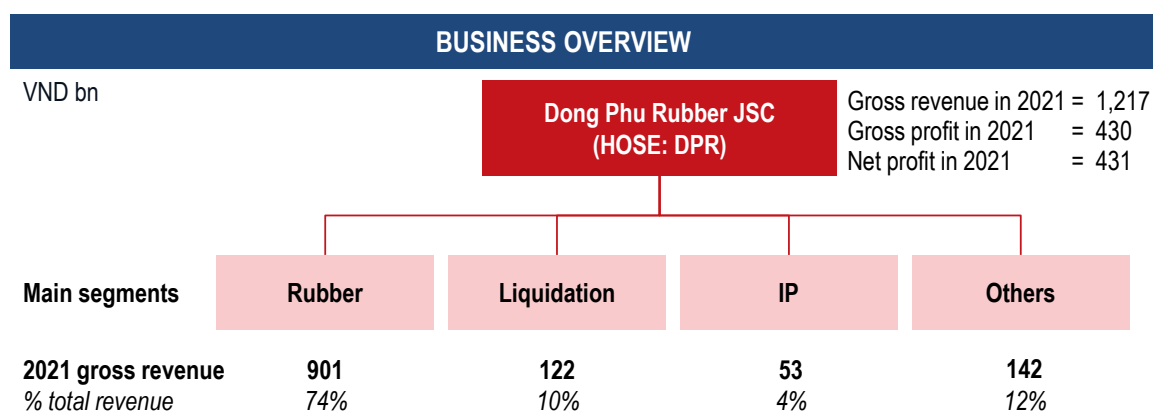 BUSINESS OVERVIEW
VND bn
Dong Phu Rubber JSC
(HOSE: DPR)
Gross revenue in 2021 = 1,217
Gross profit in 2021 = 430
Net profit in 2021 = 431
Main segments Rubber Liquidation IP Others
2021 gross revenue 901 122 53 142
% total revenue 74% 10% 4% 12%